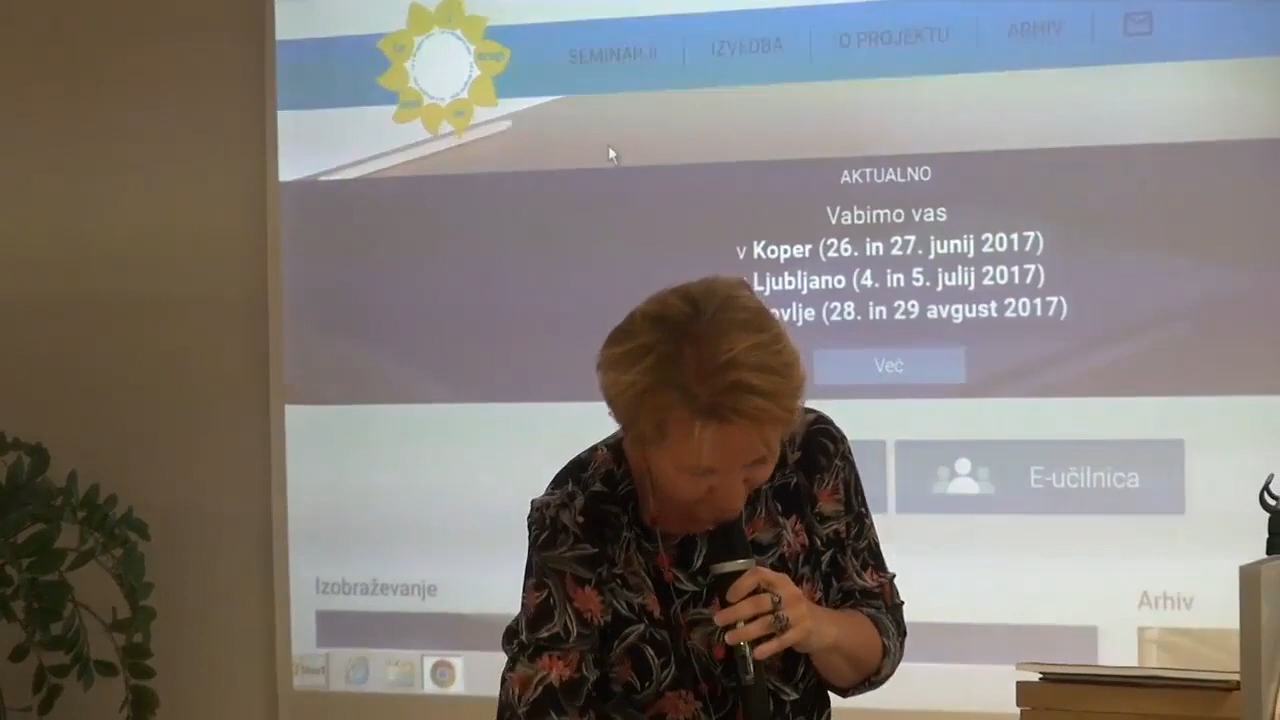 SEMINARJI IZVEDBA O PROJEKTU ARHIV
AKTUALNO
Vabimo vas
v Koper (26. in 27. junij 2017)
Ljubljano (4. in 5. julij 2017)
ovlje (28. in 29 avgust 2017)
Več
E-učilnica
Izobraževanje
Arhiv